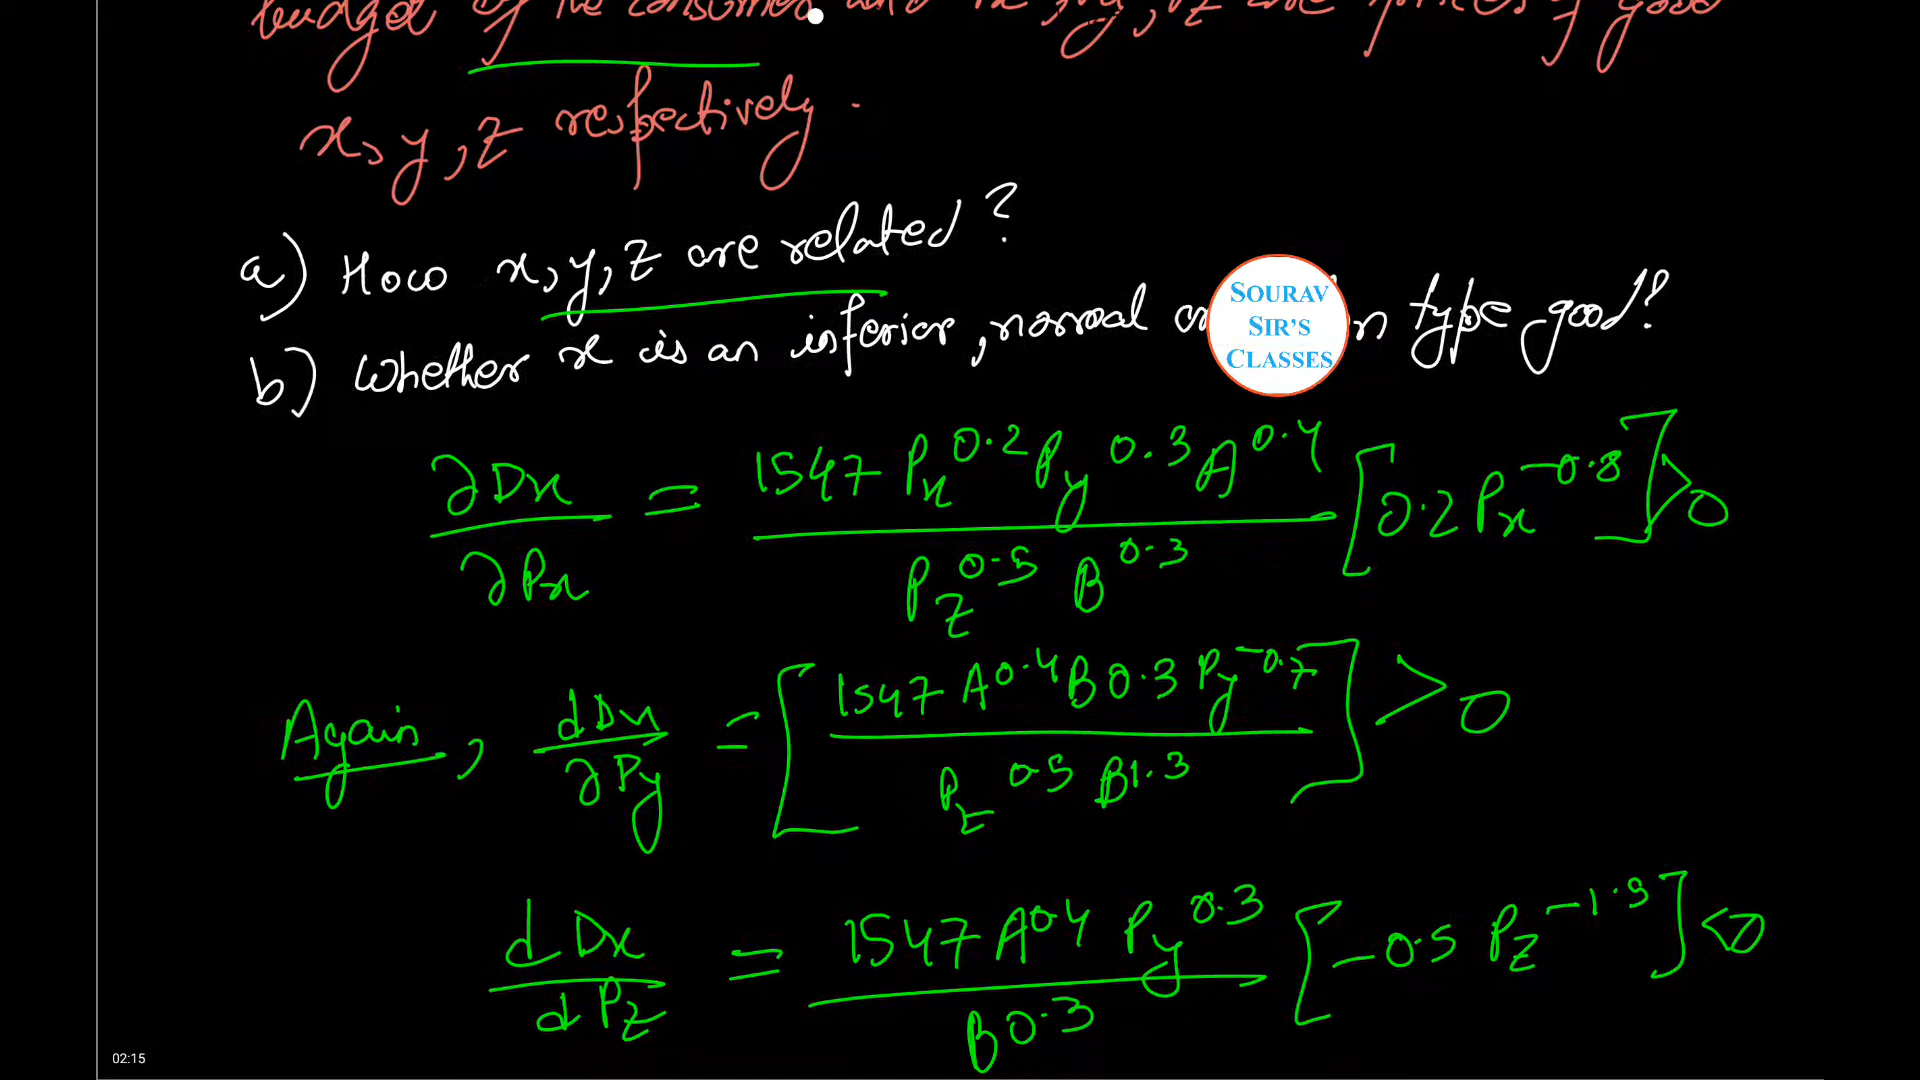 budget of the consumer and Px, Py, Pz are prices of good
x, y, z respectively.
a) How x, y, z are related?
b) Whether x is an inferior, normal or n type good?
SOURAV
SIR'S
CLASSES
∂Dx/∂Px = 1547 Px^0.2 Py^0.3 A^0.4 / Pz^0.5 B^0.3 [0.2 Px^-0.8] > 0
Again, dDx/∂Py = [1547 A^0.4 B0.3 Py^-0.7 / Pz^0.5 B1.3] > 0
dDx/dPz = 1547 A^0.4 Py^0.3 / B0.3 [-0.5 Pz^-1.5] < 0
02:15